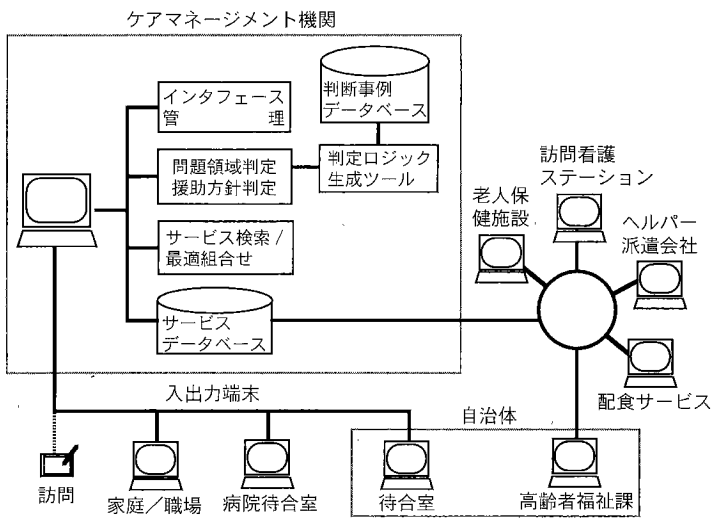 ケアマネージメント機関
インタフェース
管　　　　理
判断事例
データベース
問題領域判定
援助方針判定
判定ロジック
生成ツール
サービス検索/
最適組合せ
サービス
データベース
訪問看護
ステーション
老人保
健施設
ヘルパー
派遣会社
配食サービス
入出力端末
自治体
訪問
家庭/職場
病院待合室
待合室
高齢者福祉課